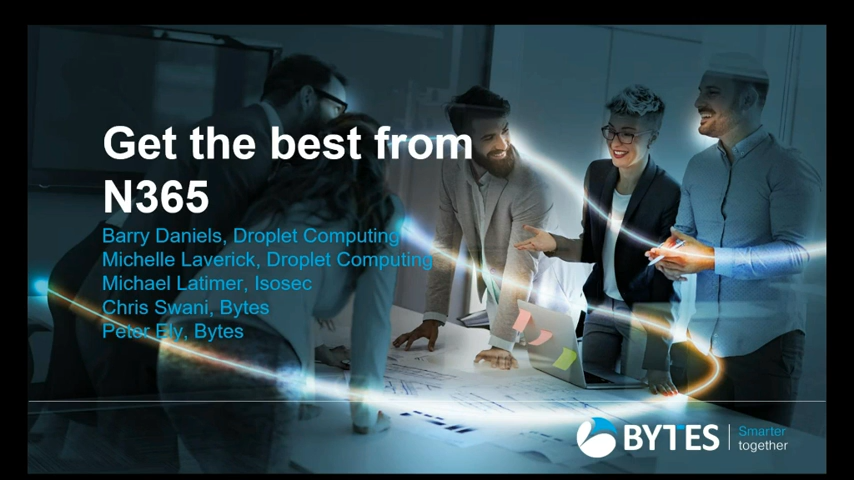 Get the best from
N365
Barry Daniels, Droplet Computing
Michelle Laverick, Droplet Computing
Michael Latimer, Isosec
Chris Swani, Bytes
Peter Ely, Bytes
BYTES
Smarter
together